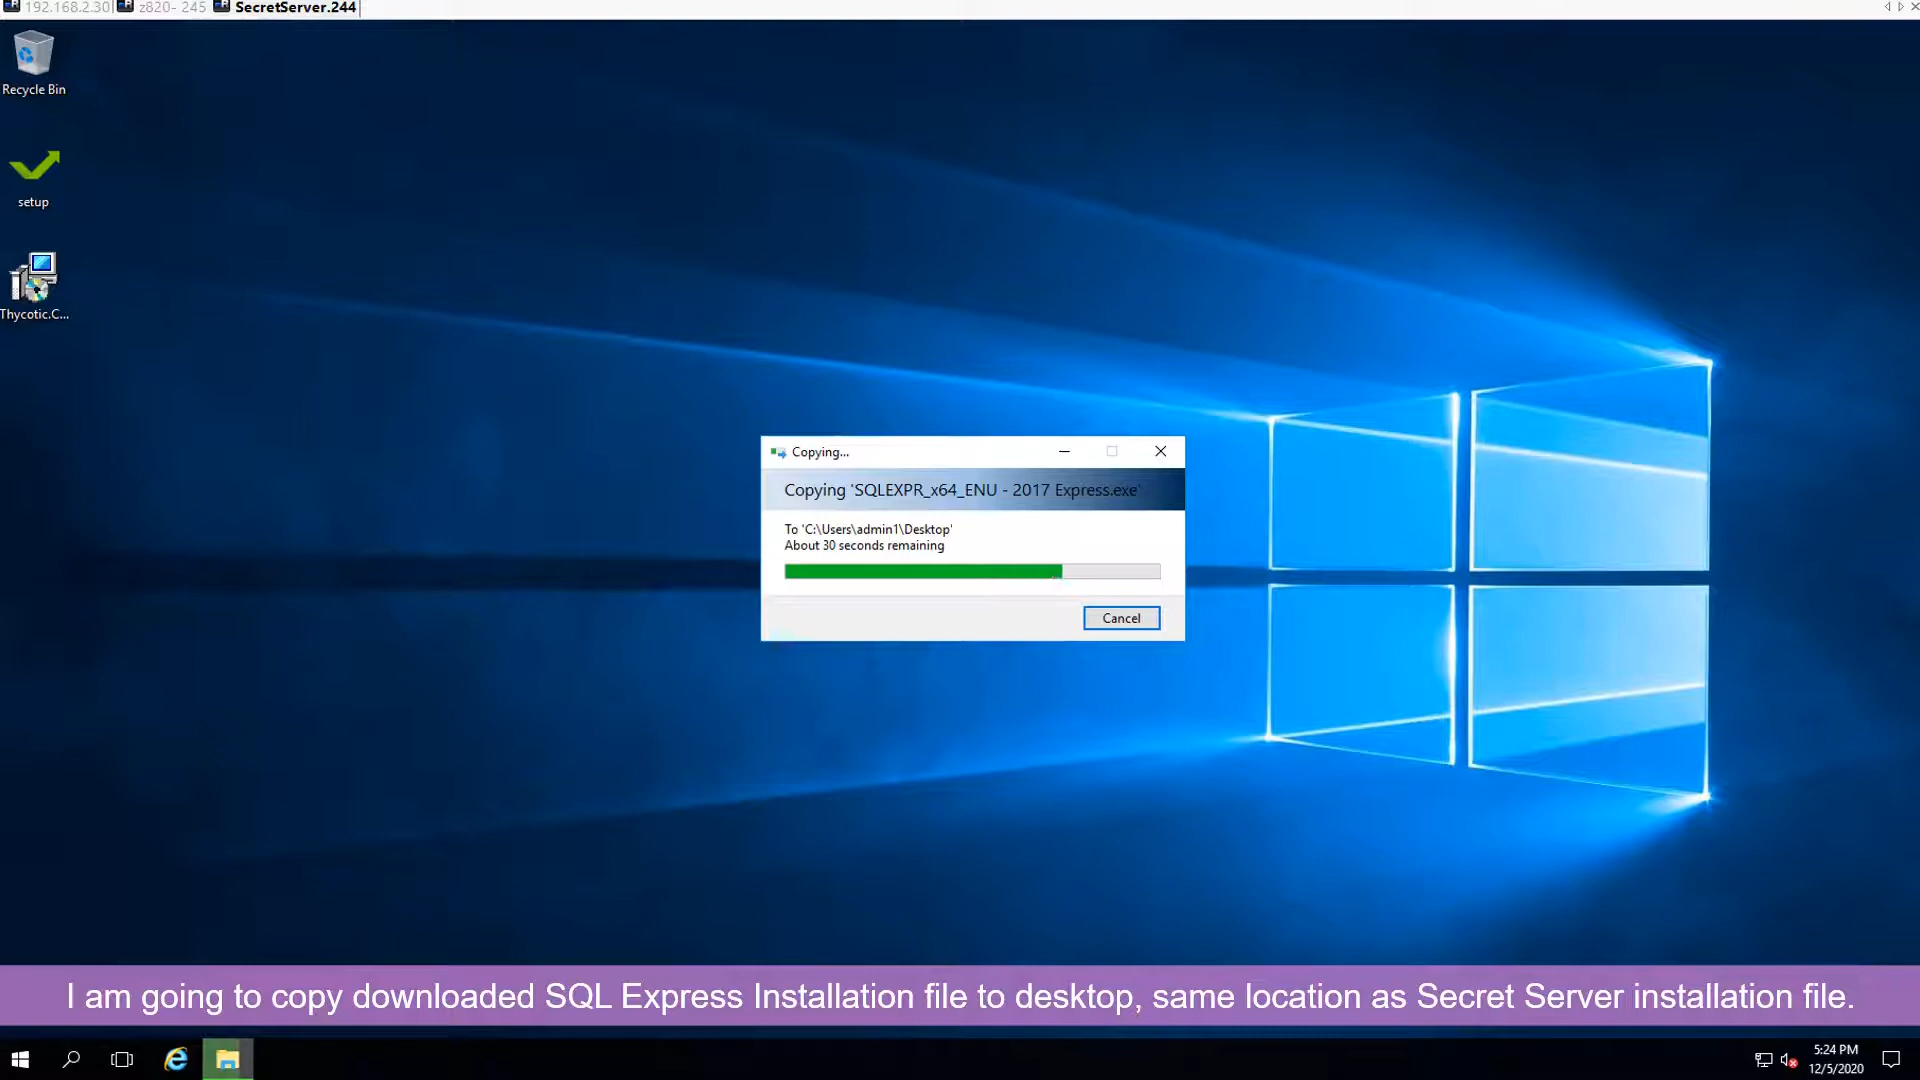 192.168.2.30 z820- 245 SecretServer.244
Recycle Bin
setup
Thycotic.C...
Copying...
Copying 'SQLEXPR_x64_ENU - 2017 Express.exe'
To 'C:\Users\admin1\Desktop'
About 30 seconds remaining
Cancel
I am going to copy downloaded SQL Express Installation file to desktop, same location as Secret Server installation file.
5:24 PM
12/5/2020